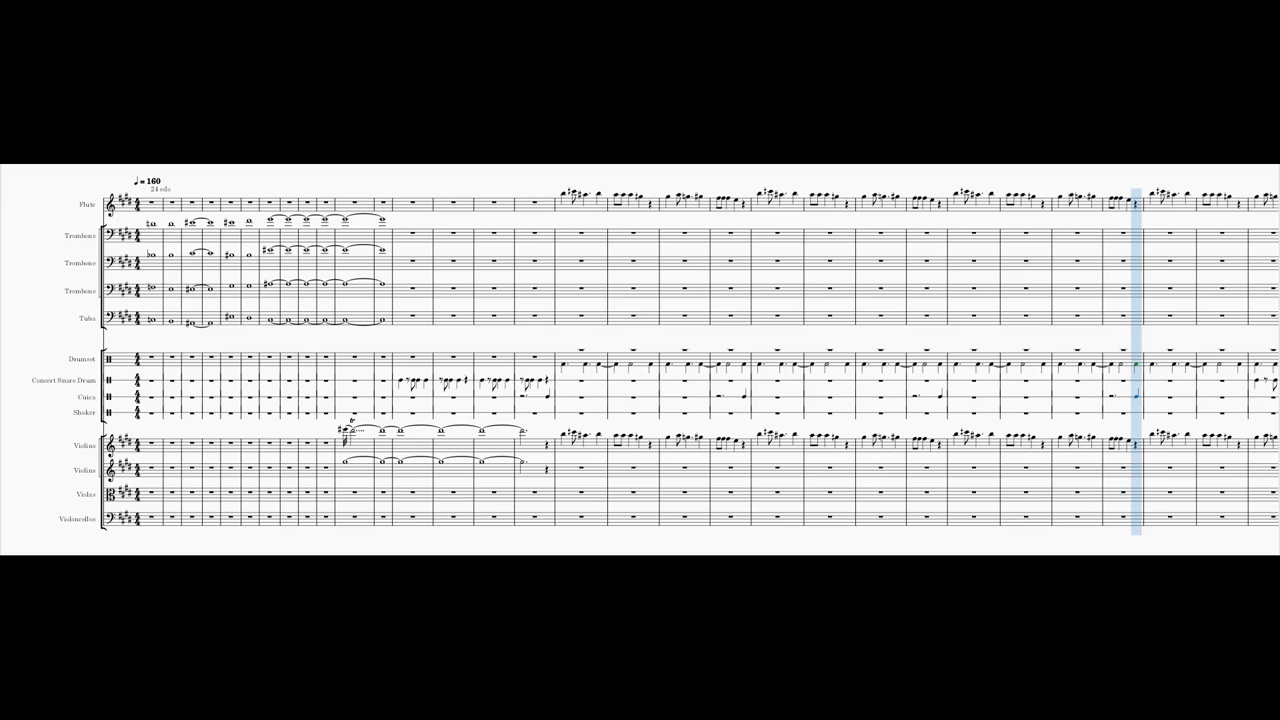 ♩ = 160
24 edo
Flute
Trombone
Trombone
Trombone
Tuba
Drumset
Concert Snare Drum
Cuica
Shaker
Violins
Violins
Violas
Violoncellos